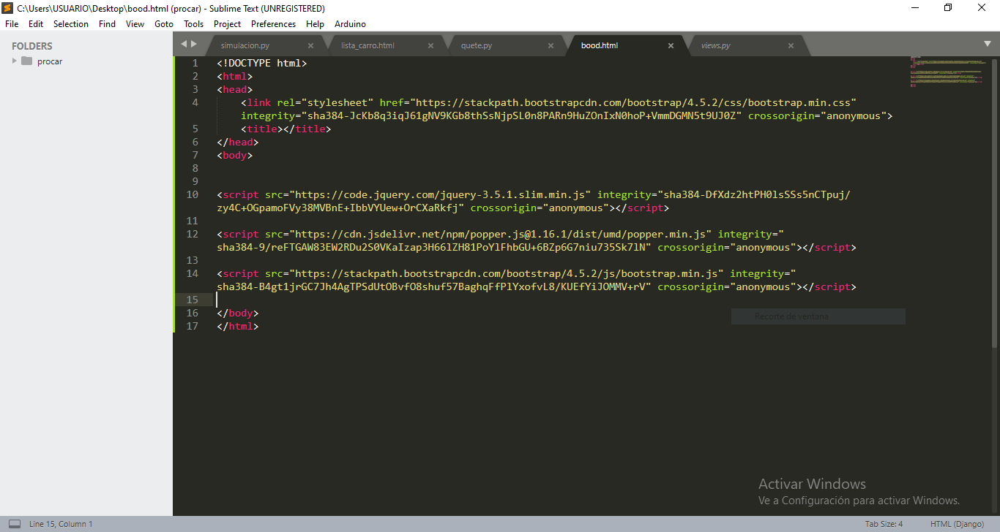 C:\Users\USUARIO\Desktop\bood.html (procar) - Sublime Text (UNREGISTERED)
File Edit Selection Find View Goto Tools Project Preferences Help Arduino
FOLDERS
procar
simulacion.py × lista_carro.html × quete.py × bood.html × views.py ×
1 <!DOCTYPE html>
2 <html>
3 <head>
4 <link rel="stylesheet" href="https://stackpath.bootstrapcdn.com/bootstrap/4.5.2/css/bootstrap.min.css"
integrity="sha384-JcKb8q3iqJ61gNV9KGb8thSsNjpSL0n8PARn9HuZOnIxN0hoP+VmmDGMN5t9UJ0Z" crossorigin="anonymous">
5 <title></title>
6 </head>
7 <body>
8
9
10 <script src="https://code.jquery.com/jquery-3.5.1.slim.min.js" integrity="sha384-DfXdz2htPH0lsSSs5nCTpuj/
zy4C+OGpamoFVy38MVBnE+IbbVYUew+OrCXaRkfj" crossorigin="anonymous"></script>
11
12 <script src="https://cdn.jsdelivr.net/npm/popper.js@1.16.1/dist/umd/popper.min.js" integrity="
sha384-9/reFTGAW83EW2RDu2S0VKaIzap3H66lZH81PoYlFhbGU+6BZp6G7niu735Sk7lN" crossorigin="anonymous"></script>
13
14 <script src="https://stackpath.bootstrapcdn.com/bootstrap/4.5.2/js/bootstrap.min.js" integrity="
sha384-B4gt1jrGC7Jh4AgTPSdUtOBvfO8shuf57BaghqFfPlYxofvL8/KUEfYiJOMMV+rV" crossorigin="anonymous"></script>
15
16 </body>
17 </html>
Recorte de ventana
Activar Windows
Ve a Configuración para activar Windows.
Line 15, Column 1 Tab Size: 4 HTML (Django)